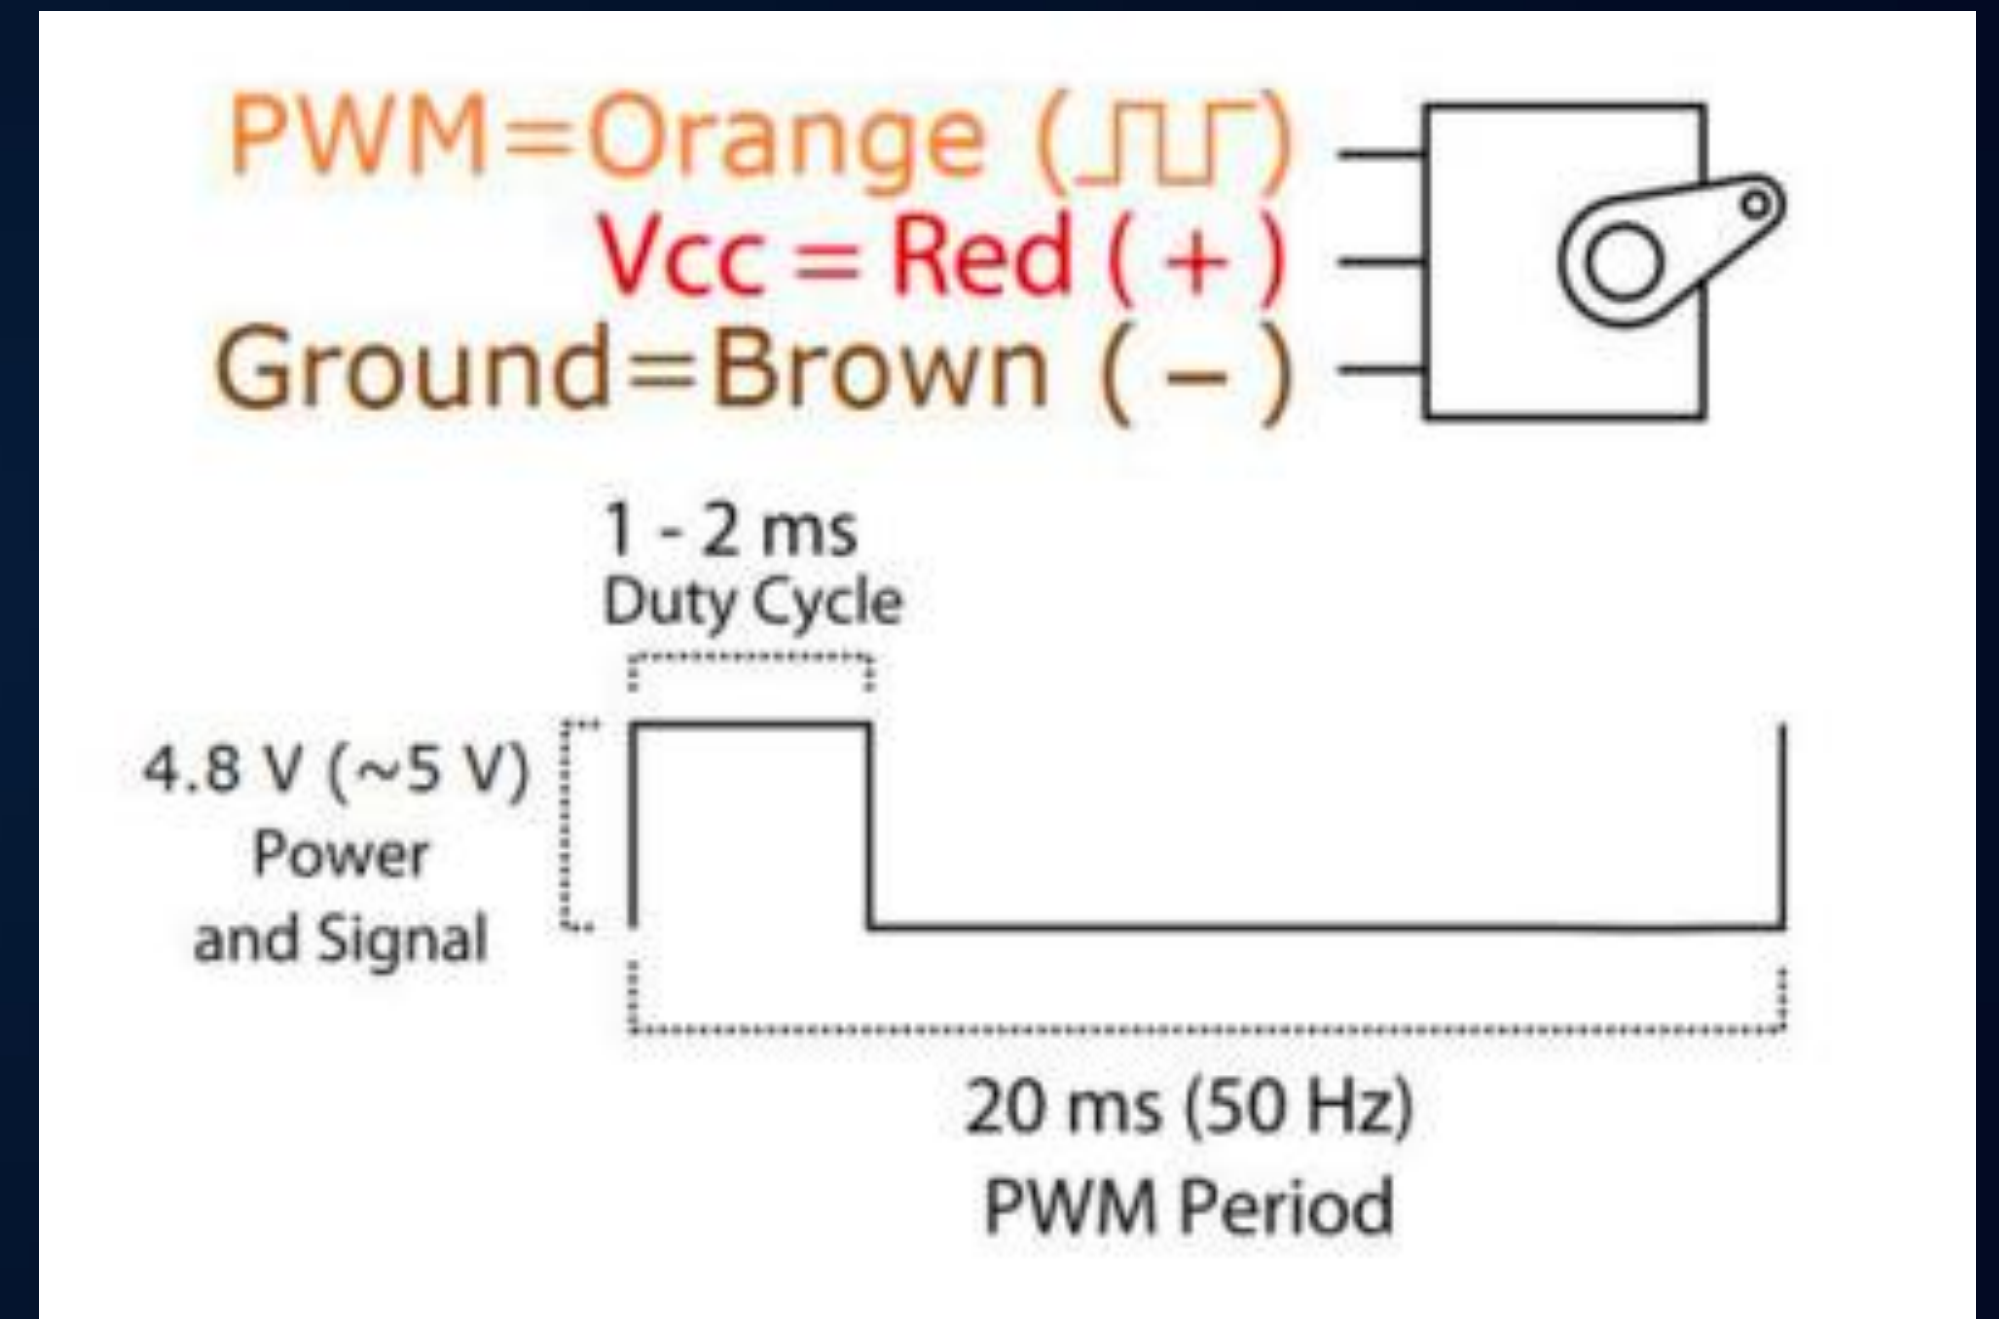 PWM=Orange (⎍⎍)
Vcc = Red ( + )
Ground=Brown ( − )
1 - 2 ms
Duty Cycle
4.8 V (~5 V)
Power
and Signal
20 ms (50 Hz)
PWM Period